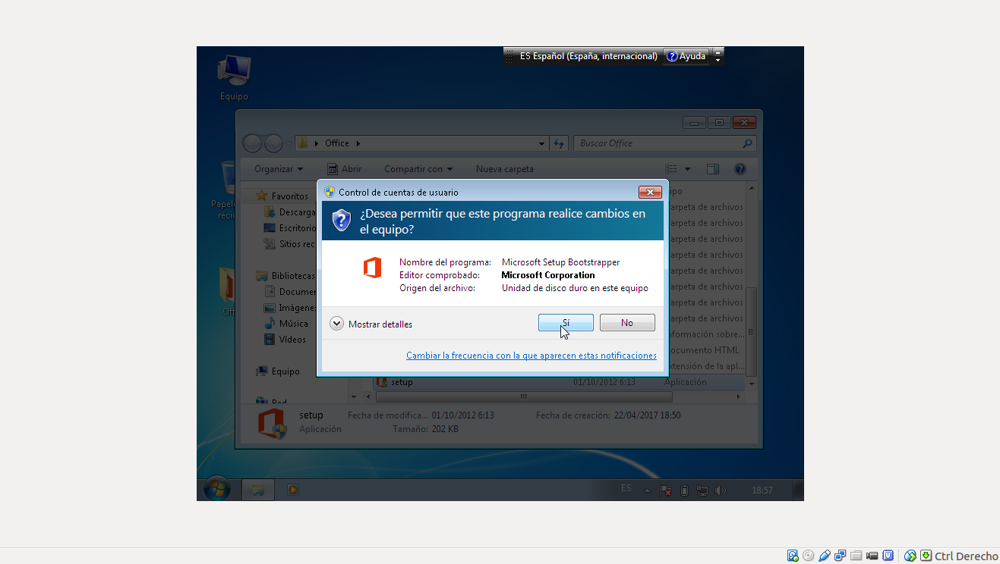 ES Español (España, internacional) Ayuda
Equipo
Office
Buscar Office
Organizar Abrir Compartir con Nueva carpeta
Control de cuentas de usuario
¿Desea permitir que este programa realice cambios en
el equipo?
Nombre del programa: Microsoft Setup Bootstrapper
Editor comprobado: Microsoft Corporation
Origen del archivo: Unidad de disco duro en este equipo
Mostrar detalles
Sí
No
Cambiar la frecuencia con la que aparecen estas notificaciones
Favoritos
Descarga
Escritorio
Sitios rec
Bibliotecas
Documen
Imágenes
Música
Vídeos
Equipo
Red
Papel
reci
Off
ipo
arpeta de archivos
arpeta de archivos
arpeta de archivos
arpeta de archivos
arpeta de archivos
arpeta de archivos
arpeta de archivos
arpeta de archivos
nformación sobre...
ocumento HTML
xtensión de la apl...
setup 01/10/2012 6:13 Aplicación
setup Fecha de modifica... 01/10/2012 6:13 Fecha de creación: 22/04/2017 18:50
Aplicación Tamaño: 202 KB
ES 18:57
Ctrl Derecho